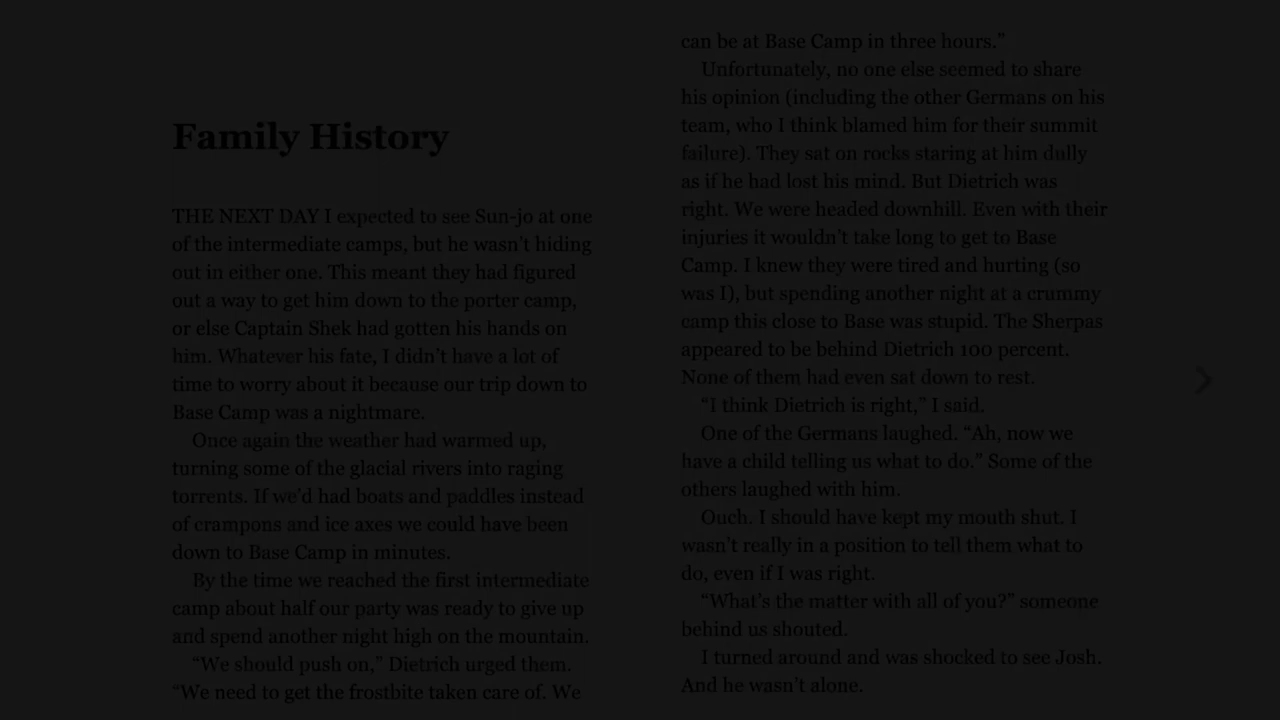 Family History
THE NEXT DAY I expected to see Sun-jo at one
of the intermediate camps, but he wasn’t hiding
out in either one. This meant they had figured
out a way to get him down to the porter camp,
or else Captain Shek had gotten his hands on
him. Whatever his fate, I didn’t have a lot of
time to worry about it because our trip down to
Base Camp was a nightmare.
Once again the weather had warmed up,
turning some of the glacial rivers into raging
torrents. If we’d had boats and paddles instead
of crampons and ice axes we could have been
down to Base Camp in minutes.
By the time we reached the first intermediate
camp about half our party was ready to give up
and spend another night high on the mountain.
“We should push on,” Dietrich urged them.
“We need to get the frostbite taken care of. We
can be at Base Camp in three hours.”
Unfortunately, no one else seemed to share
his opinion (including the other Germans on his
team, who I think blamed him for their summit
failure). They sat on rocks staring at him dully
as if he had lost his mind. But Dietrich was
right. We were headed downhill. Even with their
injuries it wouldn’t take long to get to Base
Camp. I knew they were tired and hurting (so
was I), but spending another night at a crummy
camp this close to Base was stupid. The Sherpas
appeared to be behind Dietrich 100 percent.
None of them had even sat down to rest.
“I think Dietrich is right,” I said.
One of the Germans laughed. “Ah, now we
have a child telling us what to do.” Some of the
others laughed with him.
Ouch. I should have kept my mouth shut. I
wasn’t really in a position to tell them what to
do, even if I was right.
“What’s the matter with all of you?” someone
behind us shouted.
I turned around and was shocked to see Josh.
And he wasn’t alone.